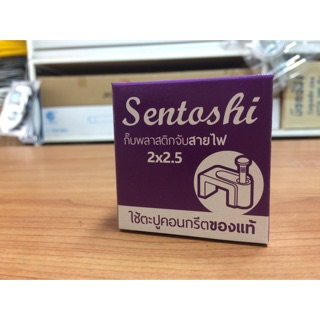 Sentoshi
กิ๊บพลาสติกจับสายไฟ
2x2.5
ใช้ตะปูคอนกรีตของแท้